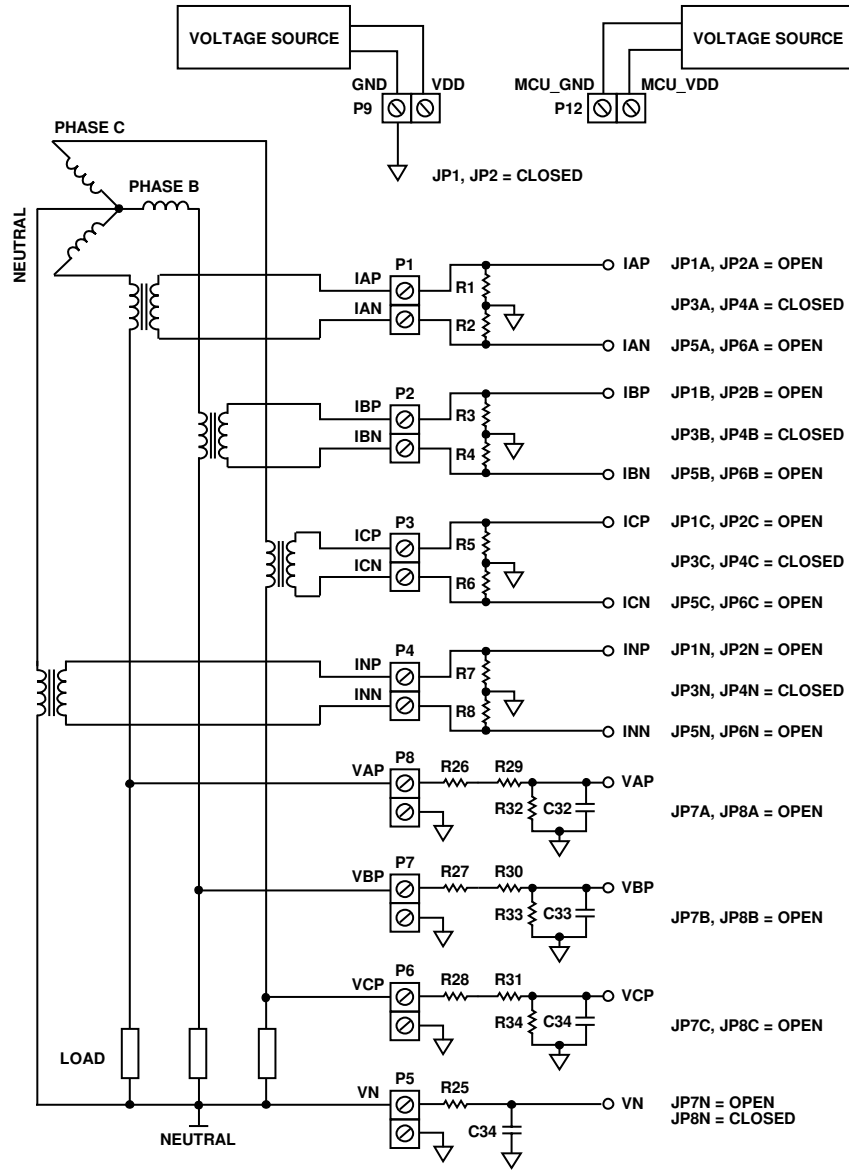 VOLTAGE SOURCE
VOLTAGE SOURCE
GND
VDD
P9
MCU_GND
MCU_VDD
P12
JP1, JP2 = CLOSED
PHASE C
PHASE B
NEUTRAL
IAP
IAN
P1
R1
R2
IAP
IAN
JP1A, JP2A = OPEN
JP3A, JP4A = CLOSED
JP5A, JP6A = OPEN
IBP
IBN
P2
R3
R4
IBP
IBN
JP1B, JP2B = OPEN
JP3B, JP4B = CLOSED
JP5B, JP6B = OPEN
ICP
ICN
P3
R5
R6
ICP
ICN
JP1C, JP2C = OPEN
JP3C, JP4C = CLOSED
JP5C, JP6C = OPEN
INP
INN
P4
R7
R8
INP
INN
JP1N, JP2N = OPEN
JP3N, JP4N = CLOSED
JP5N, JP6N = OPEN
VAP
P8
R26
R29
R32
C32
VAP
JP7A, JP8A = OPEN
VBP
P7
R27
R30
R33
C33
VBP
JP7B, JP8B = OPEN
VCP
P6
R28
R31
R34
C34
VCP
JP7C, JP8C = OPEN
LOAD
VN
P5
R25
C34
VN
JP7N = OPEN
JP8N = CLOSED
NEUTRAL